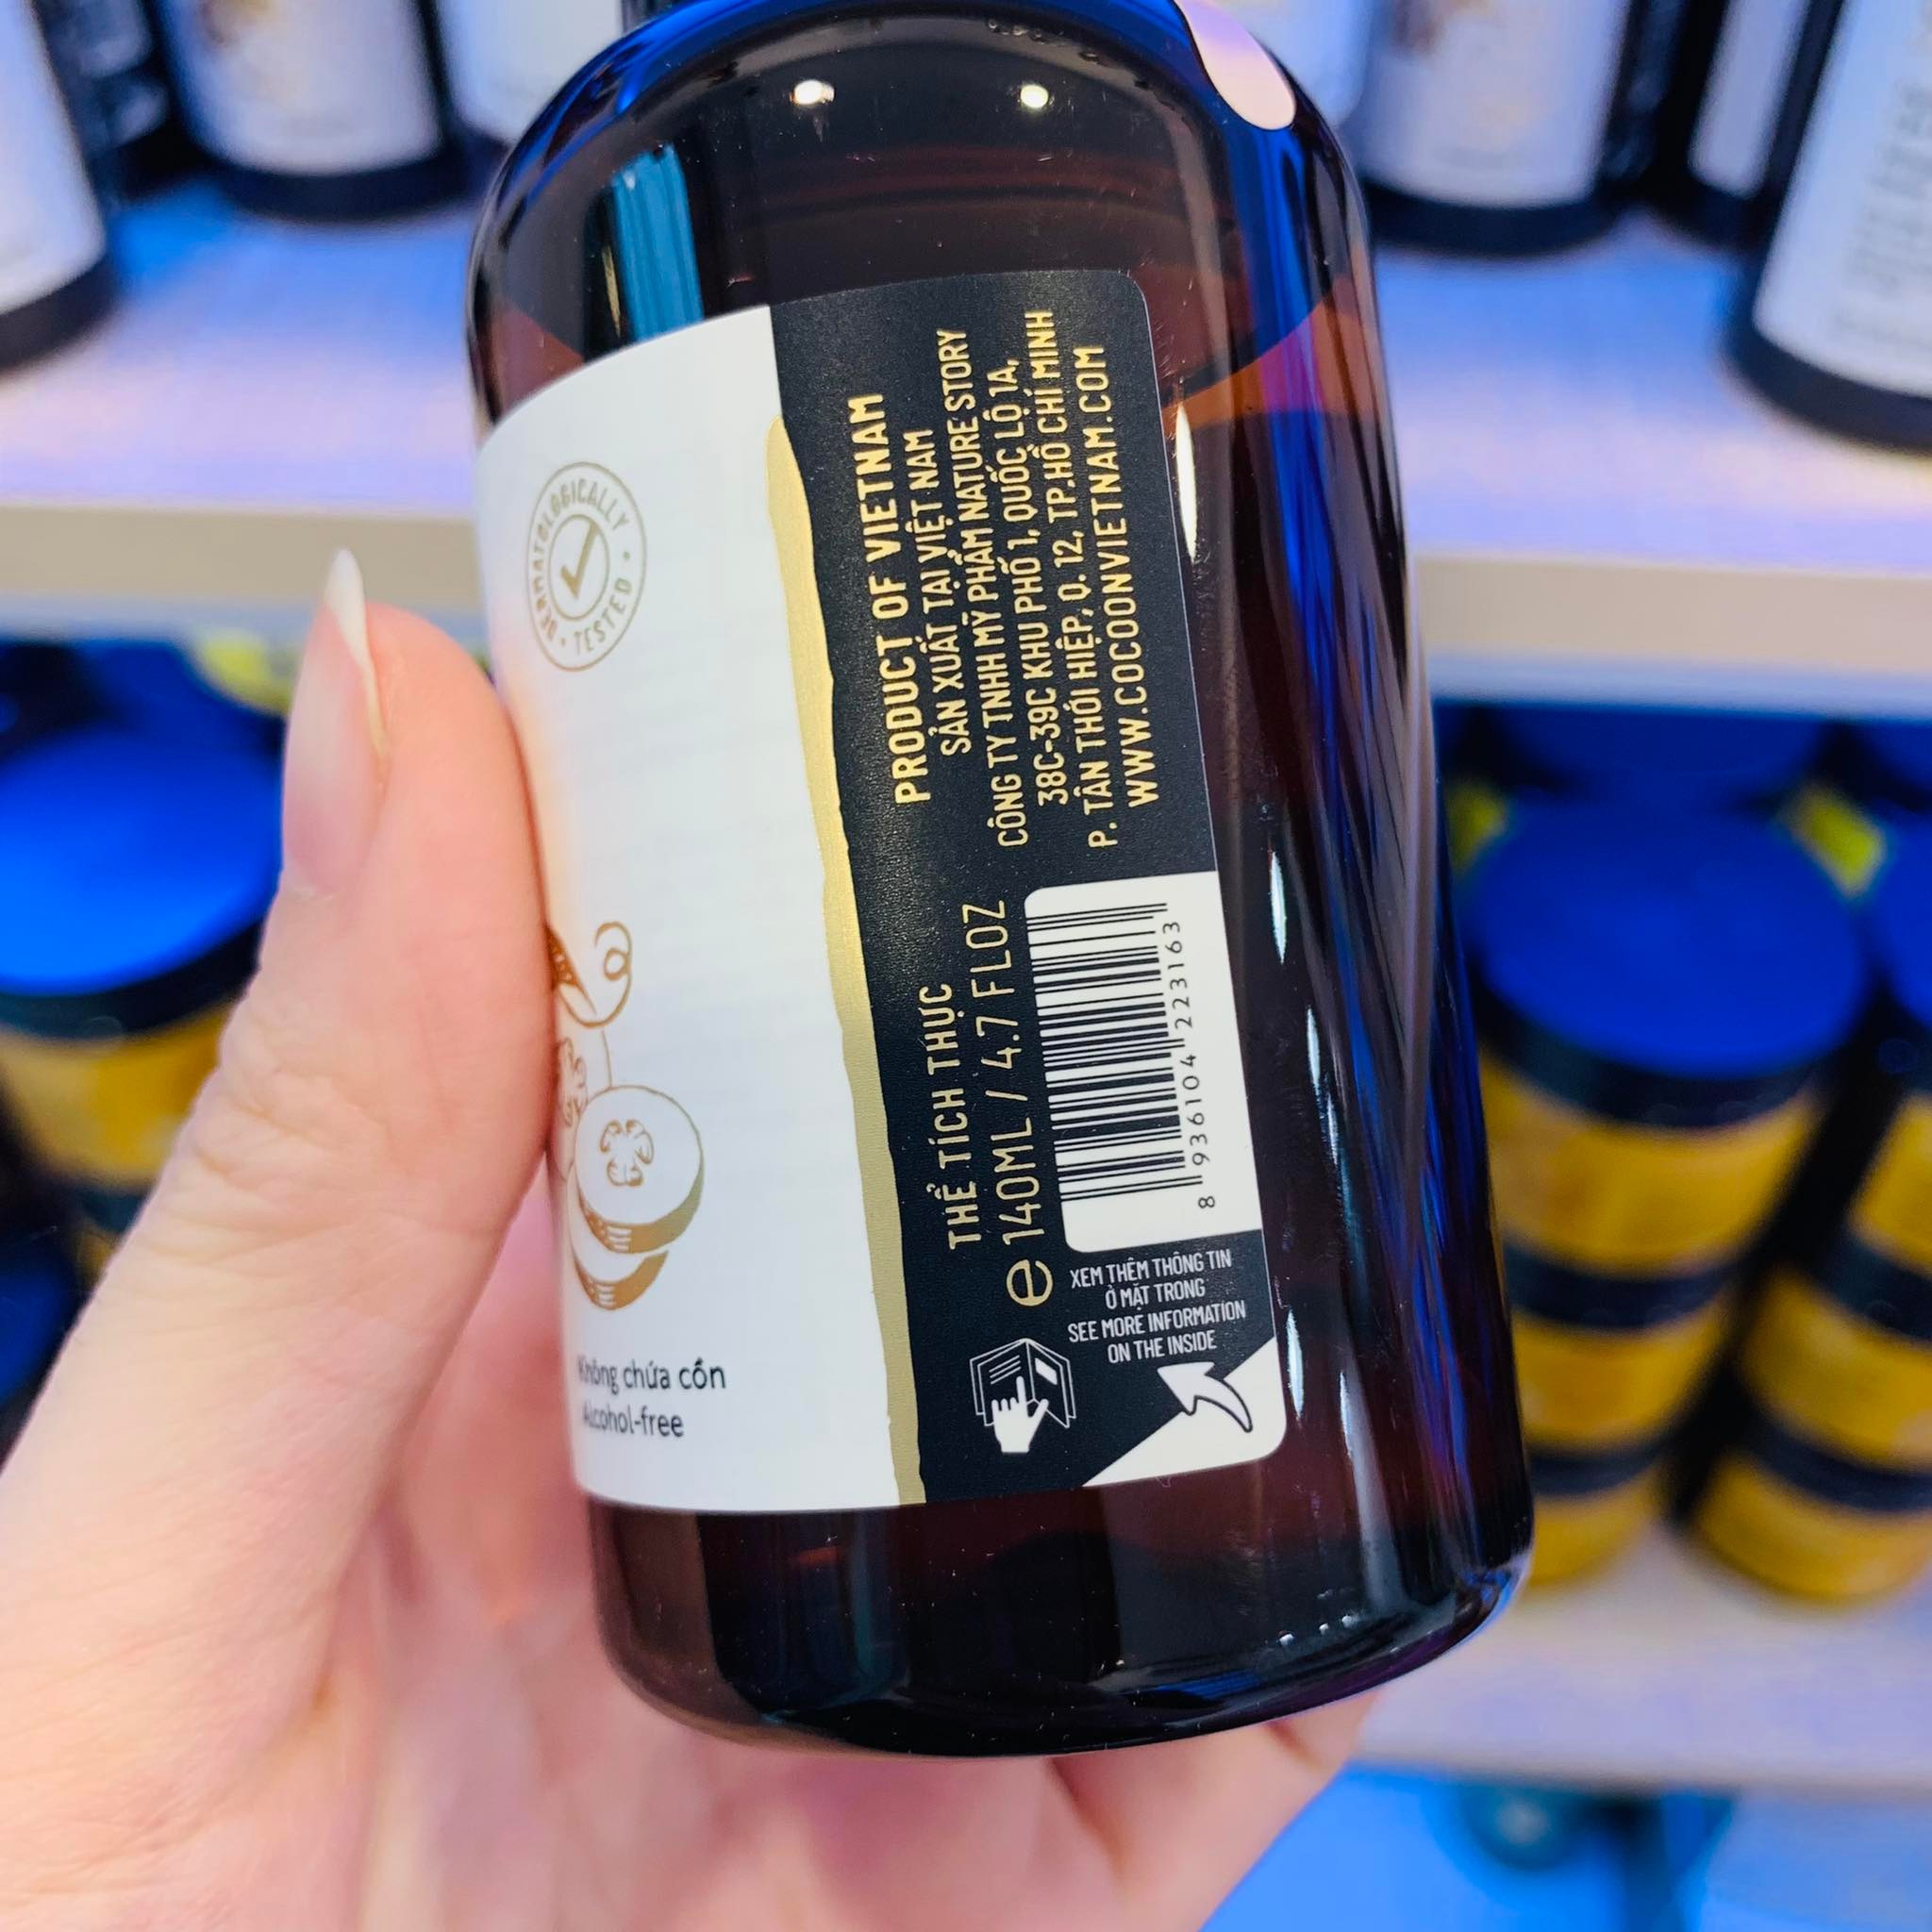 DERMATOLOGICALLY
TESTED
Không chứa cồn
Alcohol-free
PRODUCT OF VIETNAM
SẢN XUẤT TẠI VIỆT NAM
CÔNG TY TNHH MỸ PHẨM NATURE STORY
38C-39C KHU PHỐ 1, QUỐC LỘ 1A,
P. TÂN THỚI HIỆP, Q. 12, TP.HỒ CHÍ MINH
WWW.COCOONVIETNAM.COM
THỂ TÍCH THỰC
e 140ML / 4.7 FL.OZ
8 936104 223163
XEM THÊM THÔNG TIN
Ở MẶT TRONG
SEE MORE INFORMATION
ON THE INSIDE